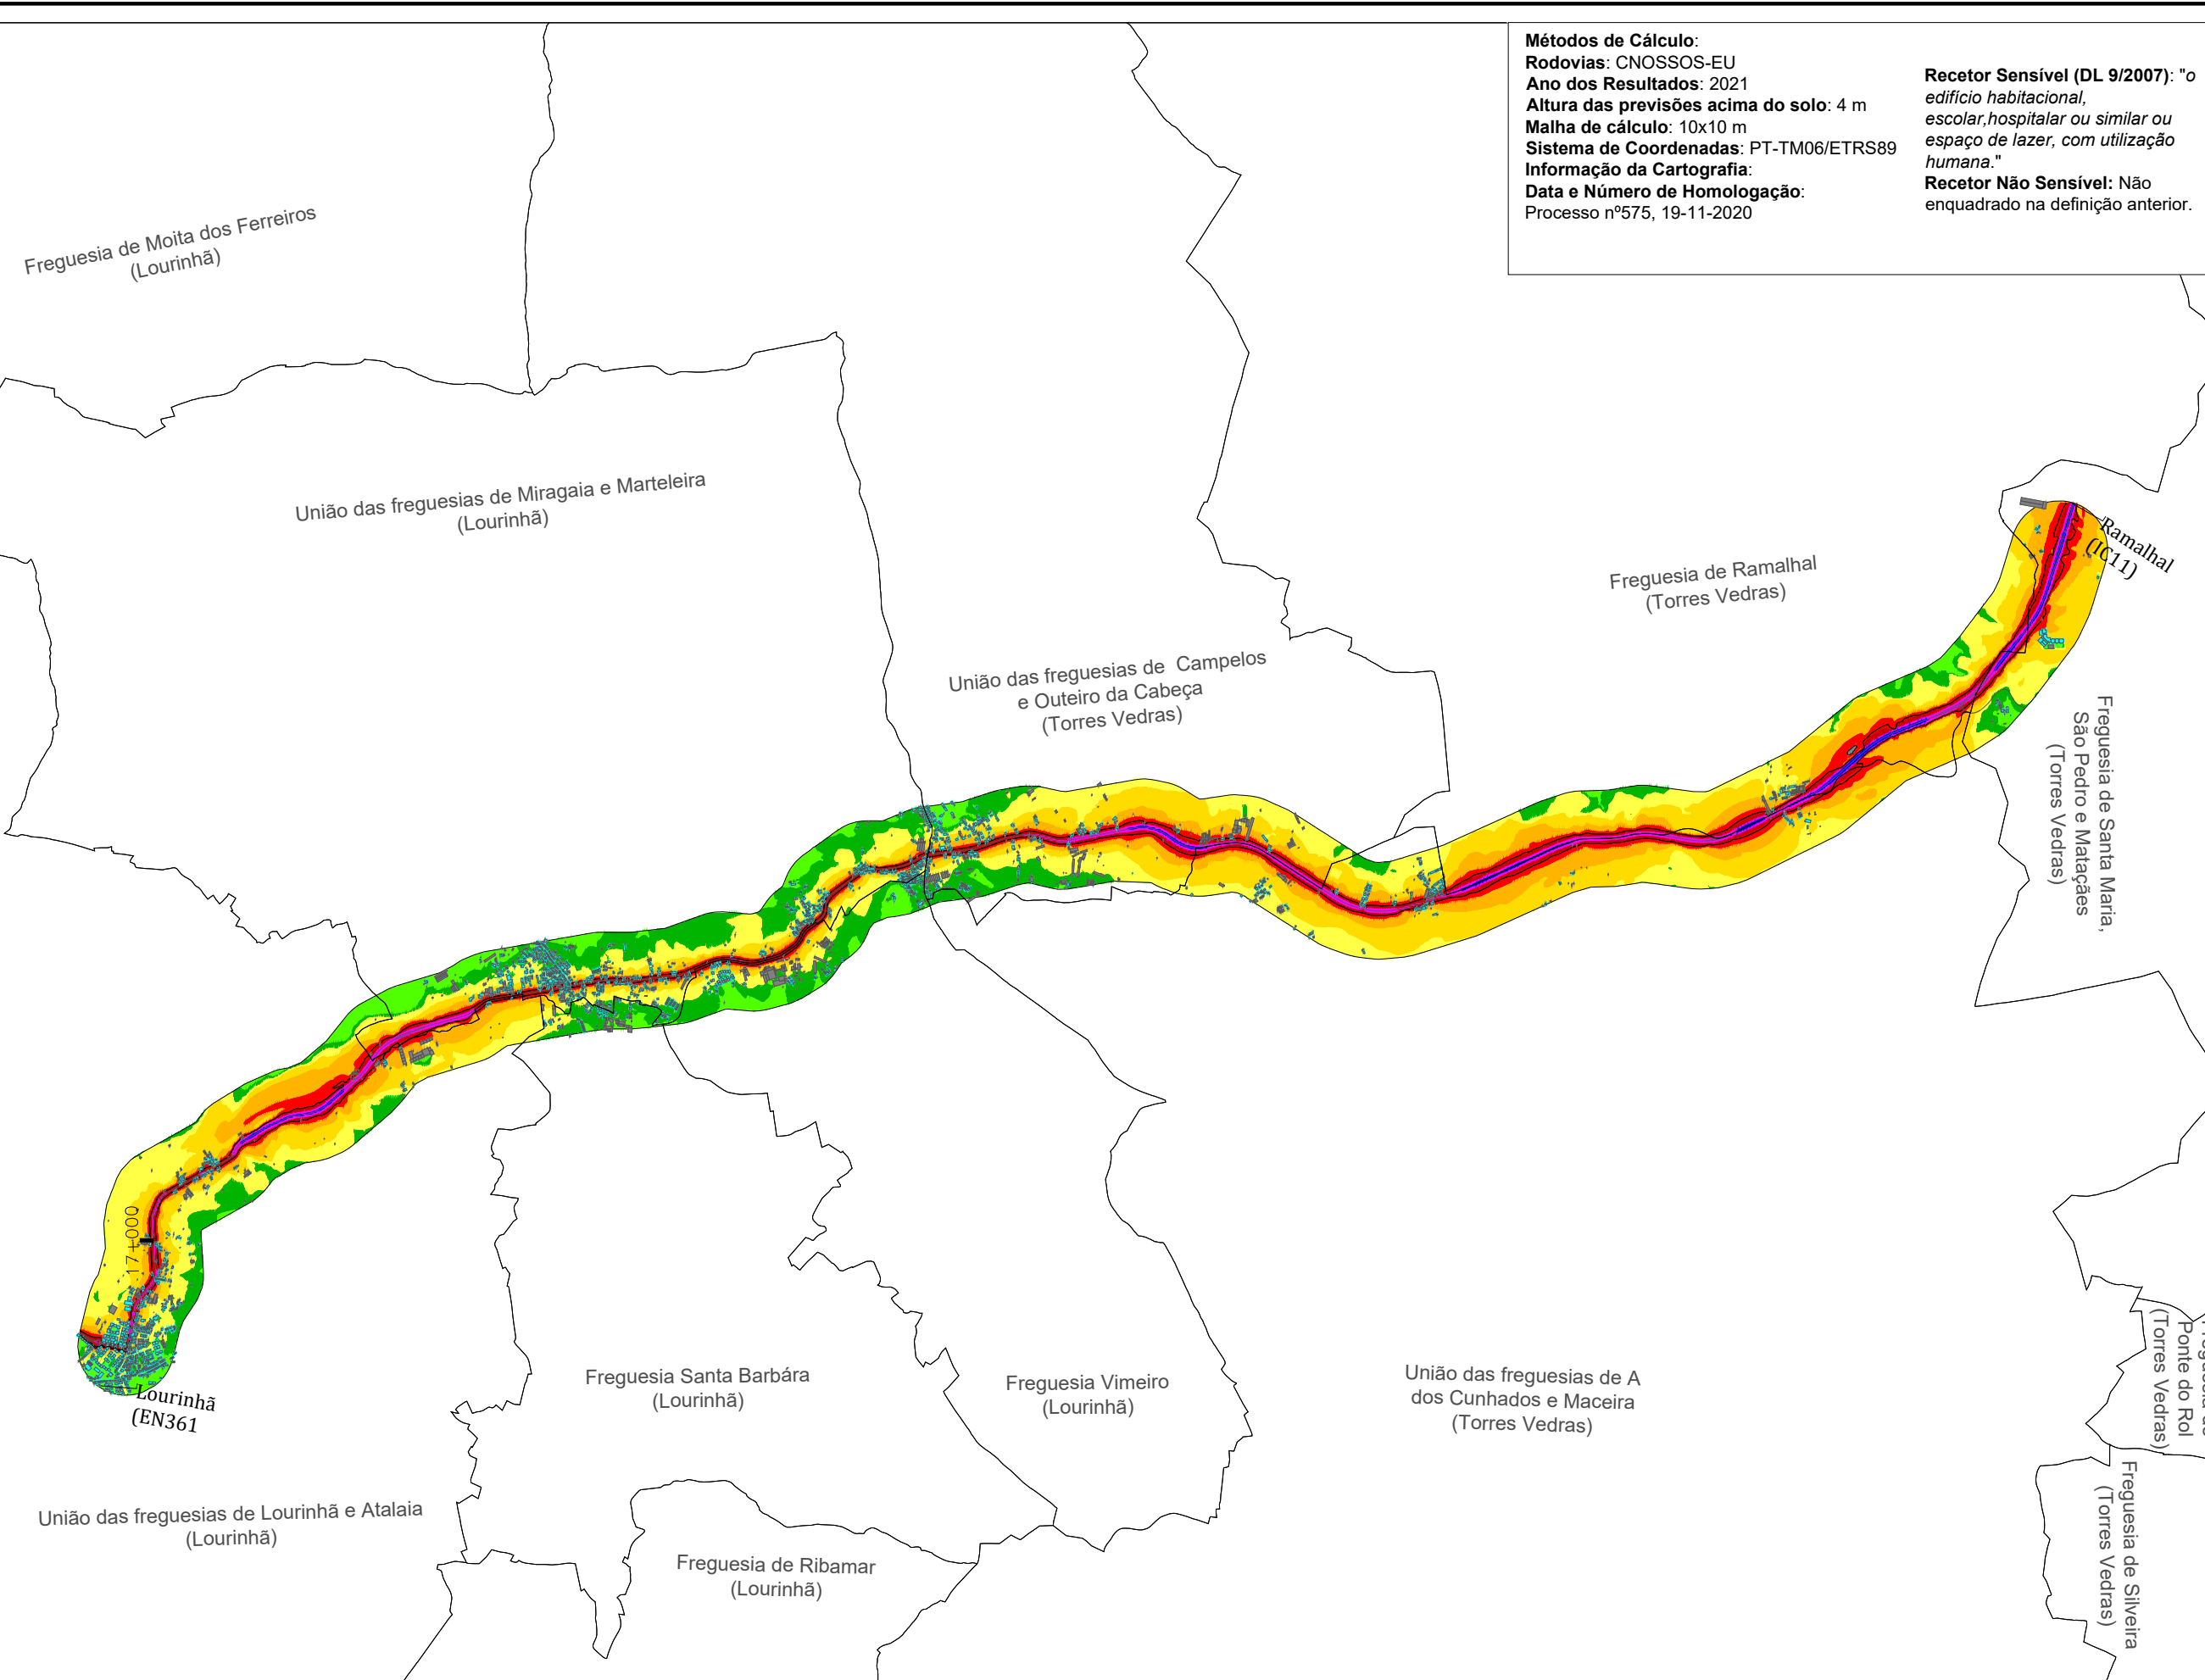 Métodos de Cálculo:
Rodovias: CNOSSOS-EU
Ano dos Resultados: 2021
Altura das previsões acima do solo: 4 m
Malha de cálculo: 10x10 m
Sistema de Coordenadas: PT-TM06/ETRS89
Informação da Cartografia:
Data e Número de Homologação:
Processo nº575, 19-11-2020
Recetor Sensível (DL 9/2007): "o
edifício habitacional,
escolar,hospitalar ou similar ou
espaço de lazer, com utilização
humana."
Recetor Não Sensível: Não
enquadrado na definição anterior.
Freguesia de Moita dos Ferreiros
(Lourinhã)
União das freguesias de Miragaia e Marteleira
(Lourinhã)
Ramalhal
(IC11)
Freguesia de Ramalhal
(Torres Vedras)
União das freguesias de Campelos
e Outeiro da Cabeça
(Torres Vedras)
Freguesia de Santa Maria,
São Pedro e Matacães
(Torres Vedras)
17+000
Lourinhã
(EN361
Freguesia Santa Barbára
(Lourinhã)
Freguesia Vimeiro
(Lourinhã)
União das freguesias de A
dos Cunhados e Maceira
(Torres Vedras)
Ponte do Rol
(Torres Vedras)
União das freguesias de Lourinhã e Atalaia
(Lourinhã)
Freguesia de Ribamar
(Lourinhã)
Freguesia de Silveira
(Torres Vedras)